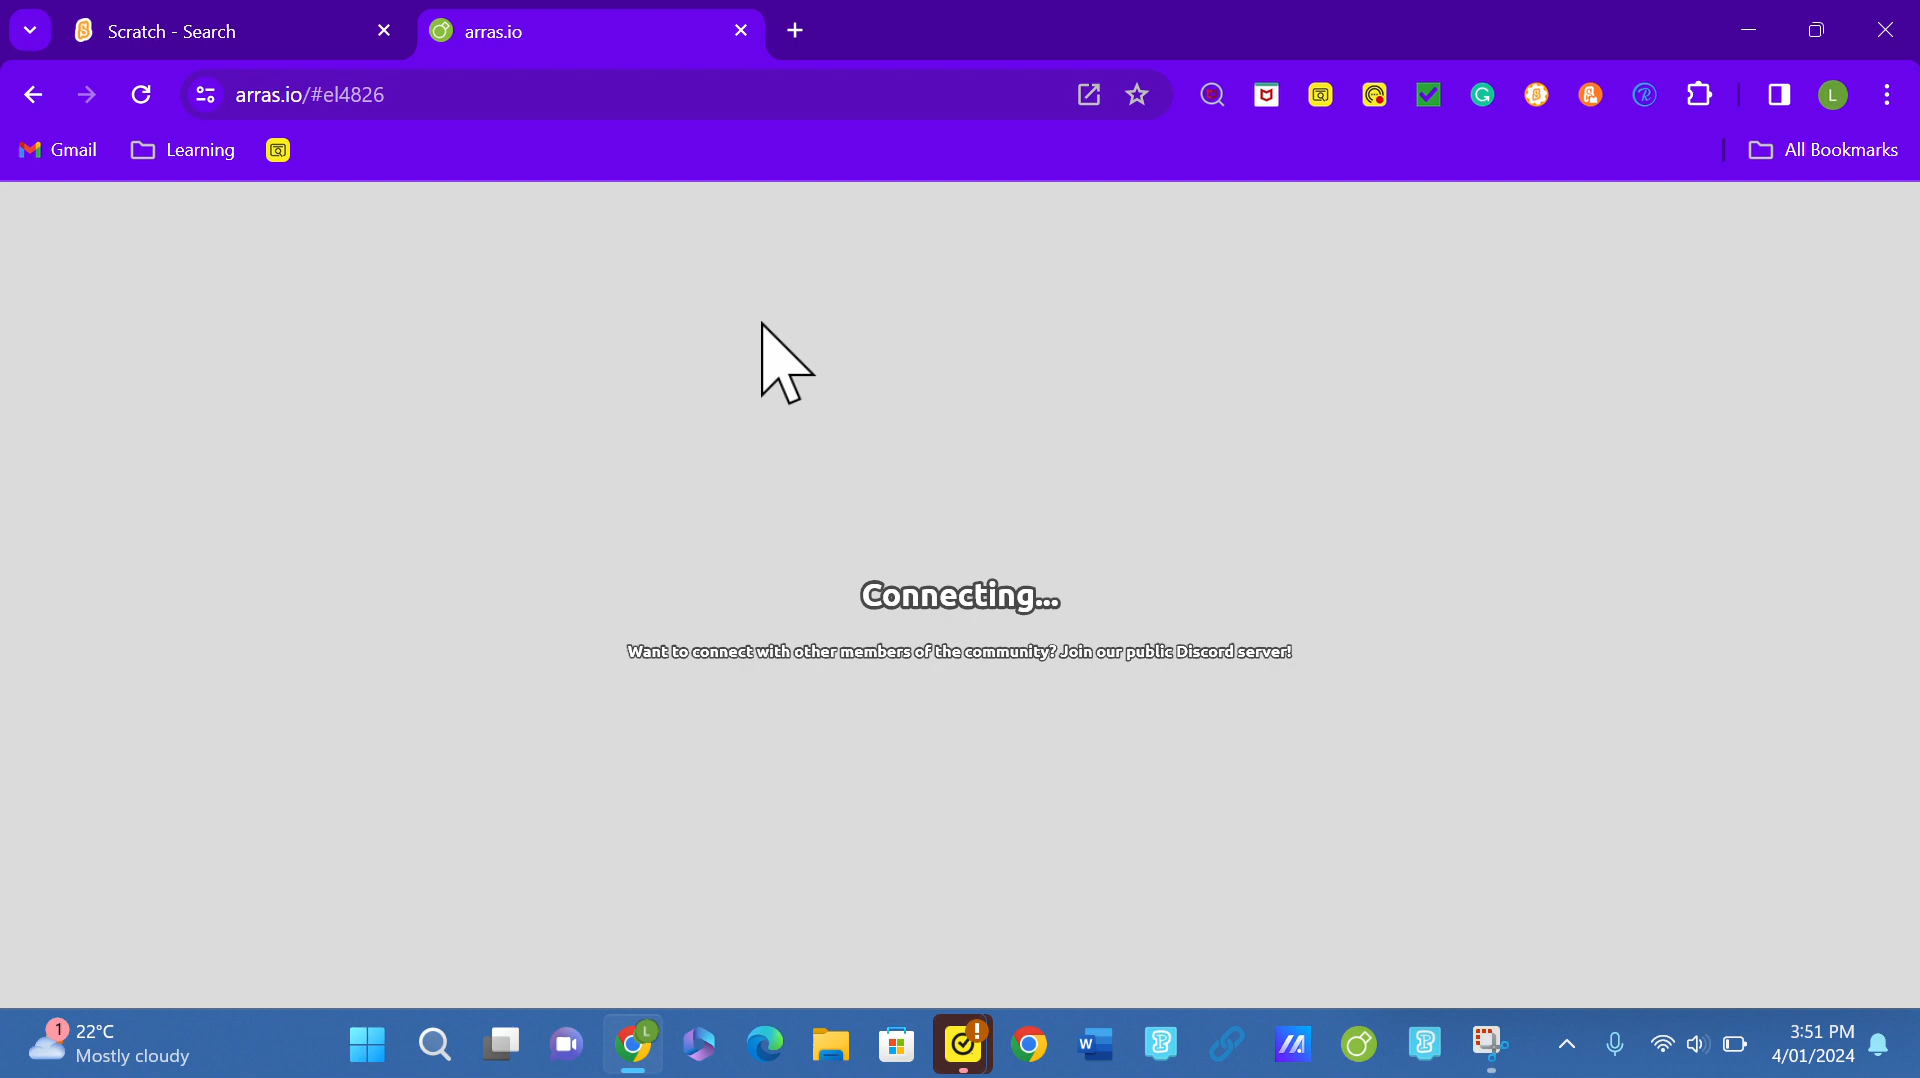 Scratch - Search
arras.io
arras.io/#el4826
L
Gmail
Learning
All Bookmarks
Connecting...
Want to connect with other members of the community? Join our public Discord server!
1
22°C
Mostly cloudy
L
W
3:51 PM
4/01/2024